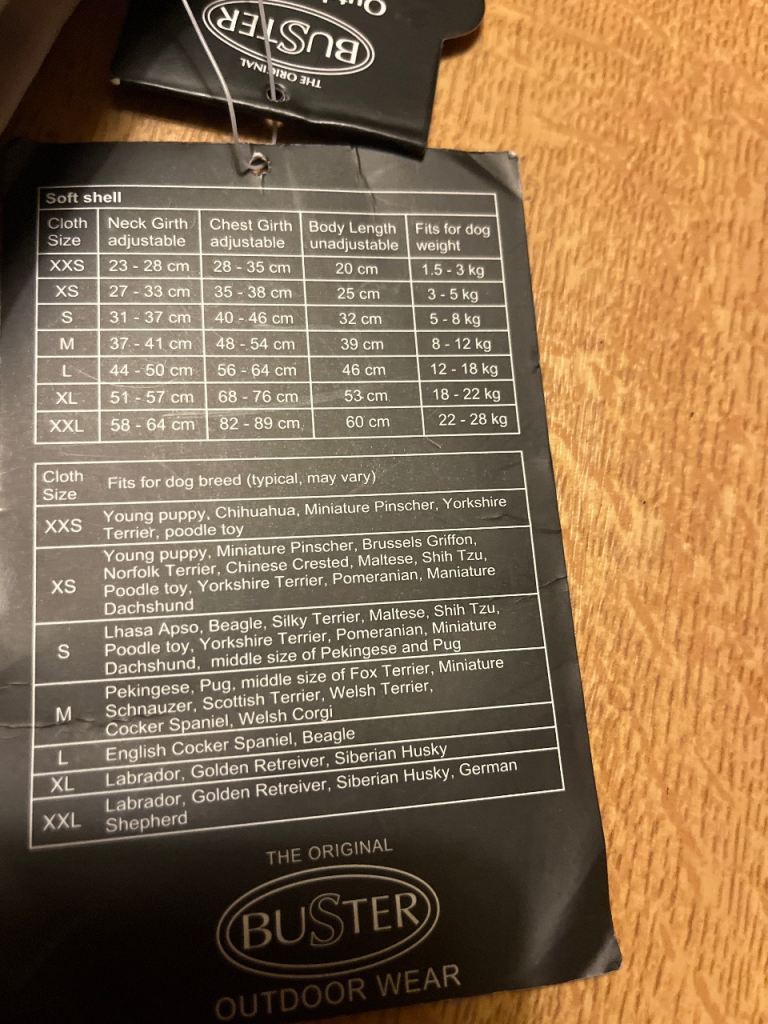 Out
BUSTER
THE ORIGINAL
Soft shell
Cloth Size Neck Girth adjustable Chest Girth adjustable Body Length unadjustable Fits for dog weight
XXS 23 - 28 cm 28 - 35 cm 20 cm 1.5 - 3 kg
XS 27 - 33 cm 35 - 38 cm 25 cm 3 - 5 kg
S 31 - 37 cm 40 - 46 cm 32 cm 5 - 8 kg
M 37 - 41 cm 48 - 54 cm 39 cm 8 - 12 kg
L 44 - 50 cm 56 - 64 cm 46 cm 12 - 18 kg
XL 51 - 57 cm 68 - 76 cm 53 cm 18 - 22 kg
XXL 58 - 64 cm 82 - 89 cm 60 cm 22 - 28 kg
Cloth Size Fits for dog breed (typical, may vary)
XXS Young puppy, Chihuahua, Miniature Pinscher, Yorkshire
Terrier, poodle toy
Young puppy, Miniature Pinscher, Brussels Griffon,
Norfolk Terrier, Chinese Crested, Maltese, Shih Tzu,
XS Poodle toy, Yorkshire Terrier, Pomeranian, Maniature
Dachshund
Lhasa Apso, Beagle, Silky Terrier, Maltese, Shih Tzu,
S Poodle toy, Yorkshire Terrier, Pomeranian, Miniature
Dachshund, middle size of Pekingese and Pug
Pekingese, Pug, middle size of Fox Terrier, Miniature
M Schnauzer, Scottish Terrier, Welsh Terrier,
Cocker Spaniel, Welsh Corgi
L English Cocker Spaniel, Beagle
XL Labrador, Golden Retreiver, Siberian Husky
XXL Labrador, Golden Retreiver, Siberian Husky, German
Shepherd
THE ORIGINAL
BUSTER
OUTDOOR WEAR